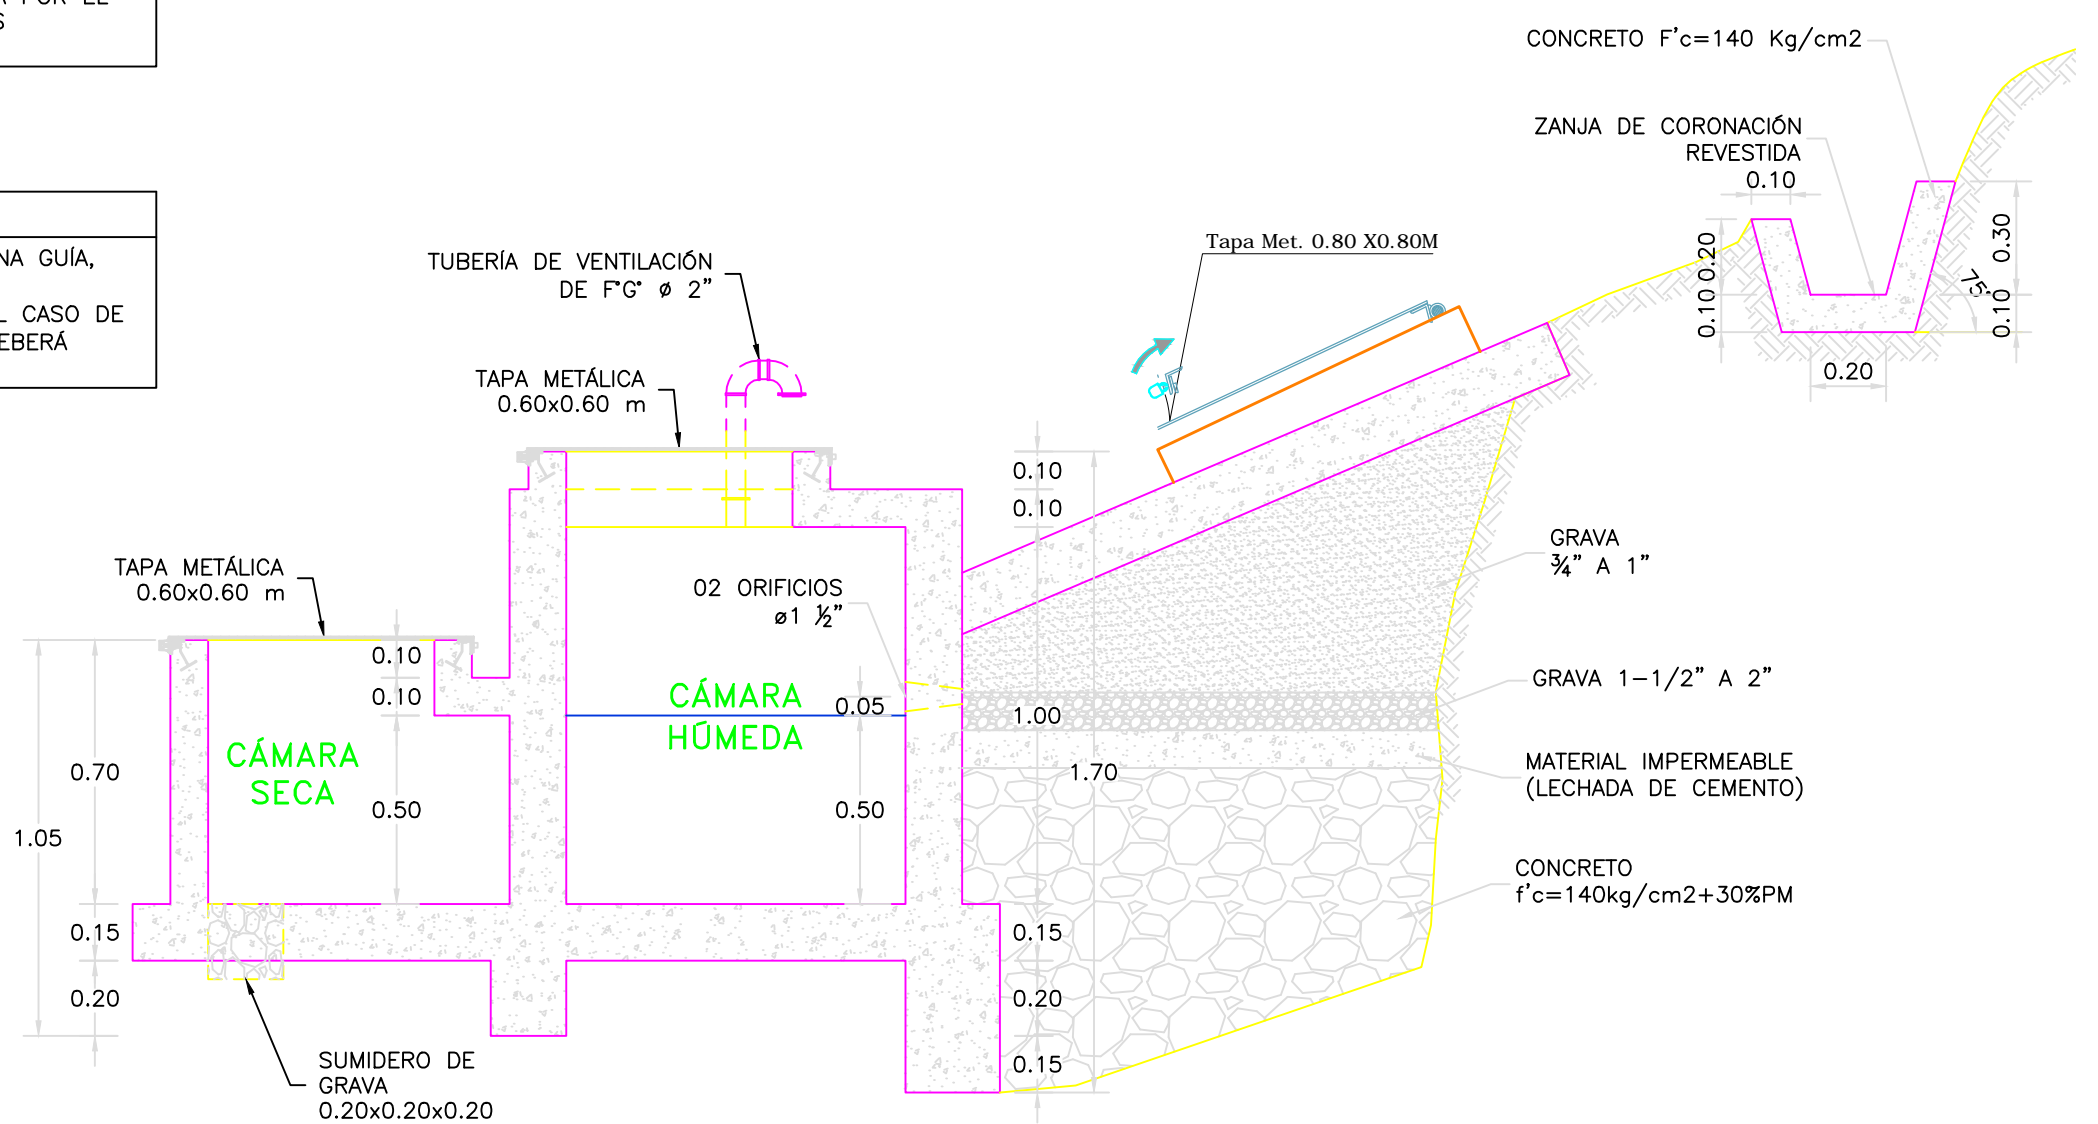 A POR EL
S
NA GUÍA,
L CASO DE
EBERÁ
CONCRETO F'c=140 Kg/cm2
ZANJA DE CORONACIÓN
REVESTIDA
0.10
0.20
0.10
0.30
0.10
75°
0.20
Tapa Met. 0.80 X0.80M
TUBERÍA DE VENTILACIÓN
DE F°G° ø 2"
TAPA METÁLICA
0.60x0.60 m
TAPA METÁLICA
0.60x0.60 m
02 ORIFICIOS
ø1 ½"
0.10
0.10
1.00
1.70
0.15
0.20
0.15
GRAVA
¾" A 1"
GRAVA 1-1/2" A 2"
MATERIAL IMPERMEABLE
(LECHADA DE CEMENTO)
CONCRETO
f'c=140kg/cm2+30%PM
0.10
0.10
0.50
CÁMARA
SECA
CÁMARA
HÚMEDA
0.05
0.50
1.05
0.70
0.15
0.20
SUMIDERO DE
GRAVA
0.20x0.20x0.20